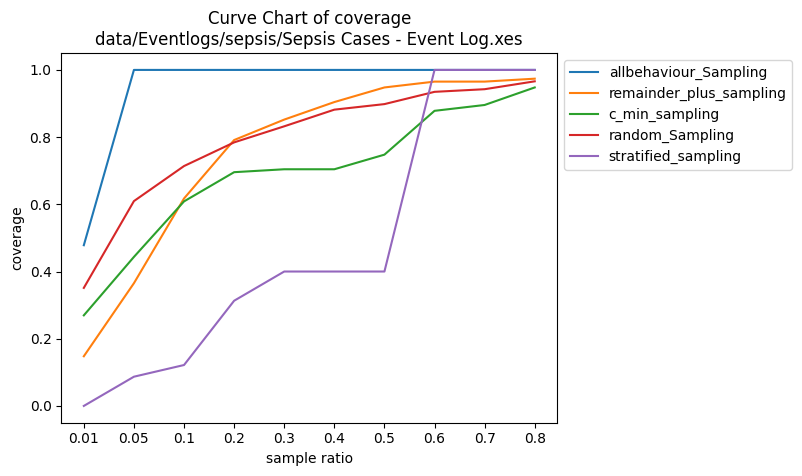 Curve Chart of coverage
data/Eventlogs/sepsis/Sepsis Cases - Event Log.xes
allbehaviour_Sampling
remainder_plus_sampling
c_min_sampling
random_Sampling
stratified_sampling
coverage
1.0
0.8
0.6
0.4
0.2
0.0
0.01 0.05 0.1 0.2 0.3 0.4 0.5 0.6 0.7 0.8
sample ratio